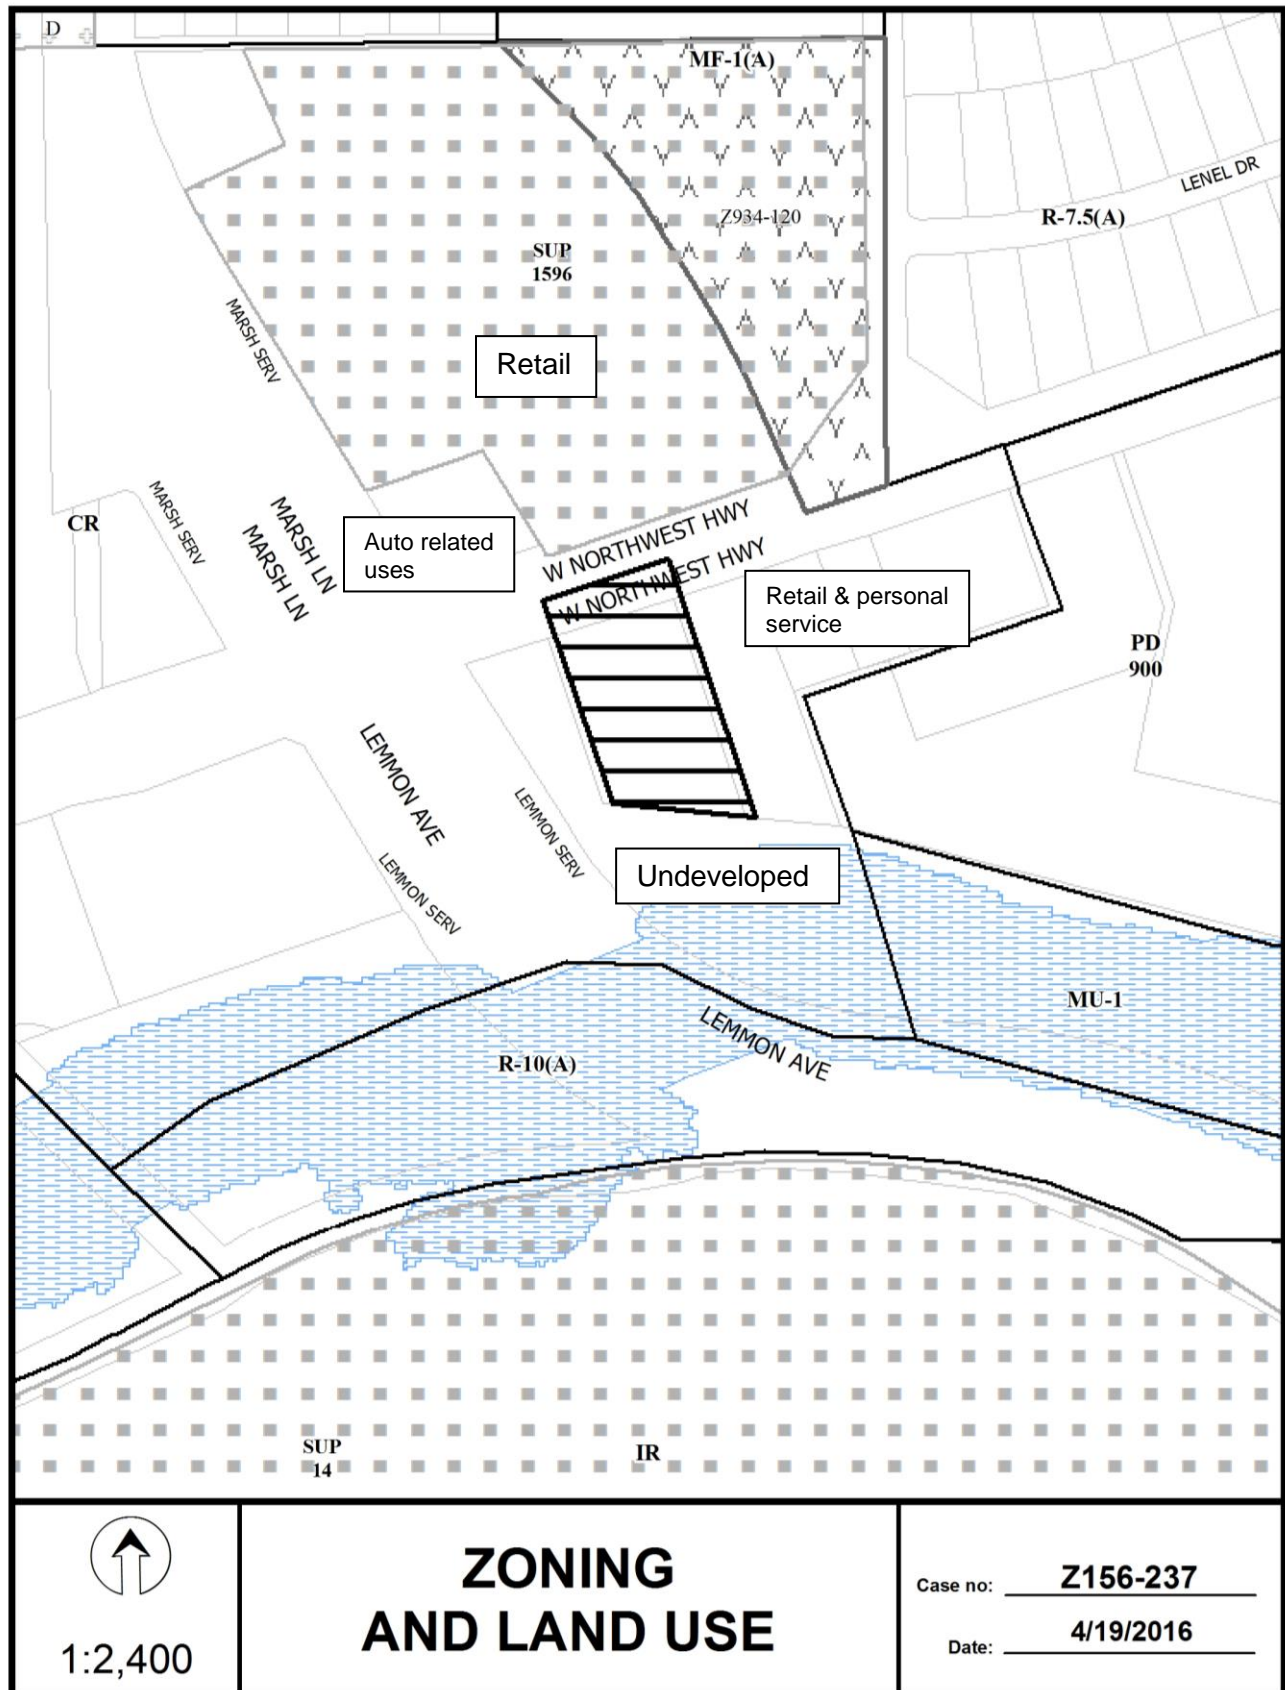 D
MF-1(A)
LENEL DR
Z934-120
R-7.5(A)
SUP
1596
MARSH SERV
Retail
MARSH SERV
MARSH LN
MARSH LN
CR
Auto related
uses
W NORTHWEST HWY
W NORTHWEST HWY
Retail & personal
service
PD
900
LEMMON AVE
LEMMON SERV
LEMMON SERV
Undeveloped
MU-1
LEMMON AVE
R-10(A)
SUP
14
IR
1:2,400
ZONING
AND LAND USE
Case no: Z156-237
Date: 4/19/2016